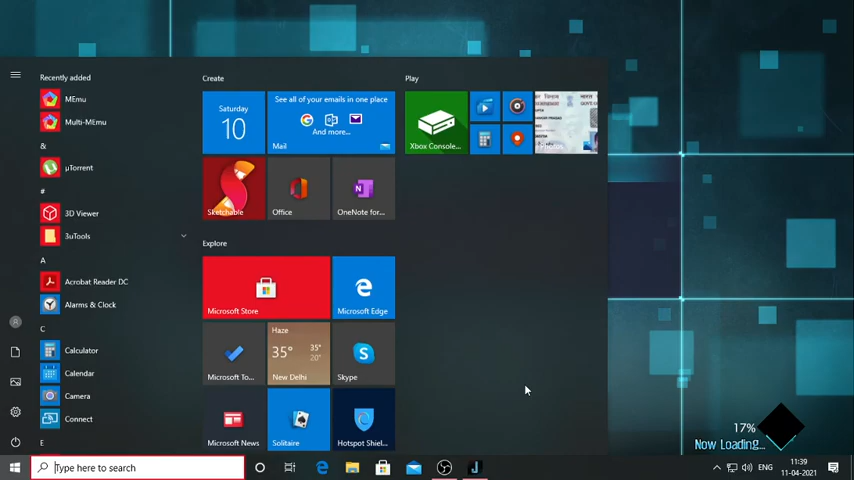 Recently added
MEmu
Multi-MEmu
&
µTorrent
#
3D Viewer
3uTools
A
Acrobat Reader DC
Alarms & Clock
C
Calculator
Calendar
Camera
Connect
E
Create
Saturday
10
See all of your emails in one place
And more...
Mail
Sketchable
Office
OneNote for...
Explore
Microsoft Store
Microsoft Edge
Microsoft To...
Haze
35° 35°
20°
New Delhi
Skype
Microsoft News
Solitaire
Hotspot Shiel...
Play
Xbox Console...
Photos
17%
Now Loading...
Type here to search
ENG
11:39
11-04-2021